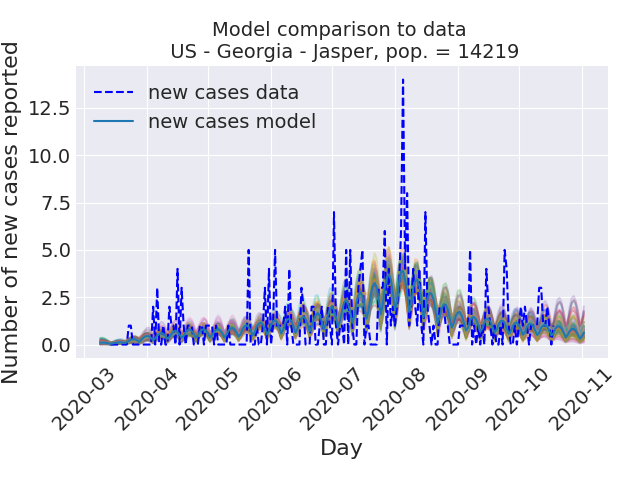 Model comparison to data
US - Georgia - Jasper, pop. = 14219
new cases data
new cases model
Number of new cases reported
12.5
10.0
7.5
5.0
2.5
0.0
2020-03
2020-04
2020-05
2020-06
2020-07
2020-08
2020-09
2020-10
2020-11
Day